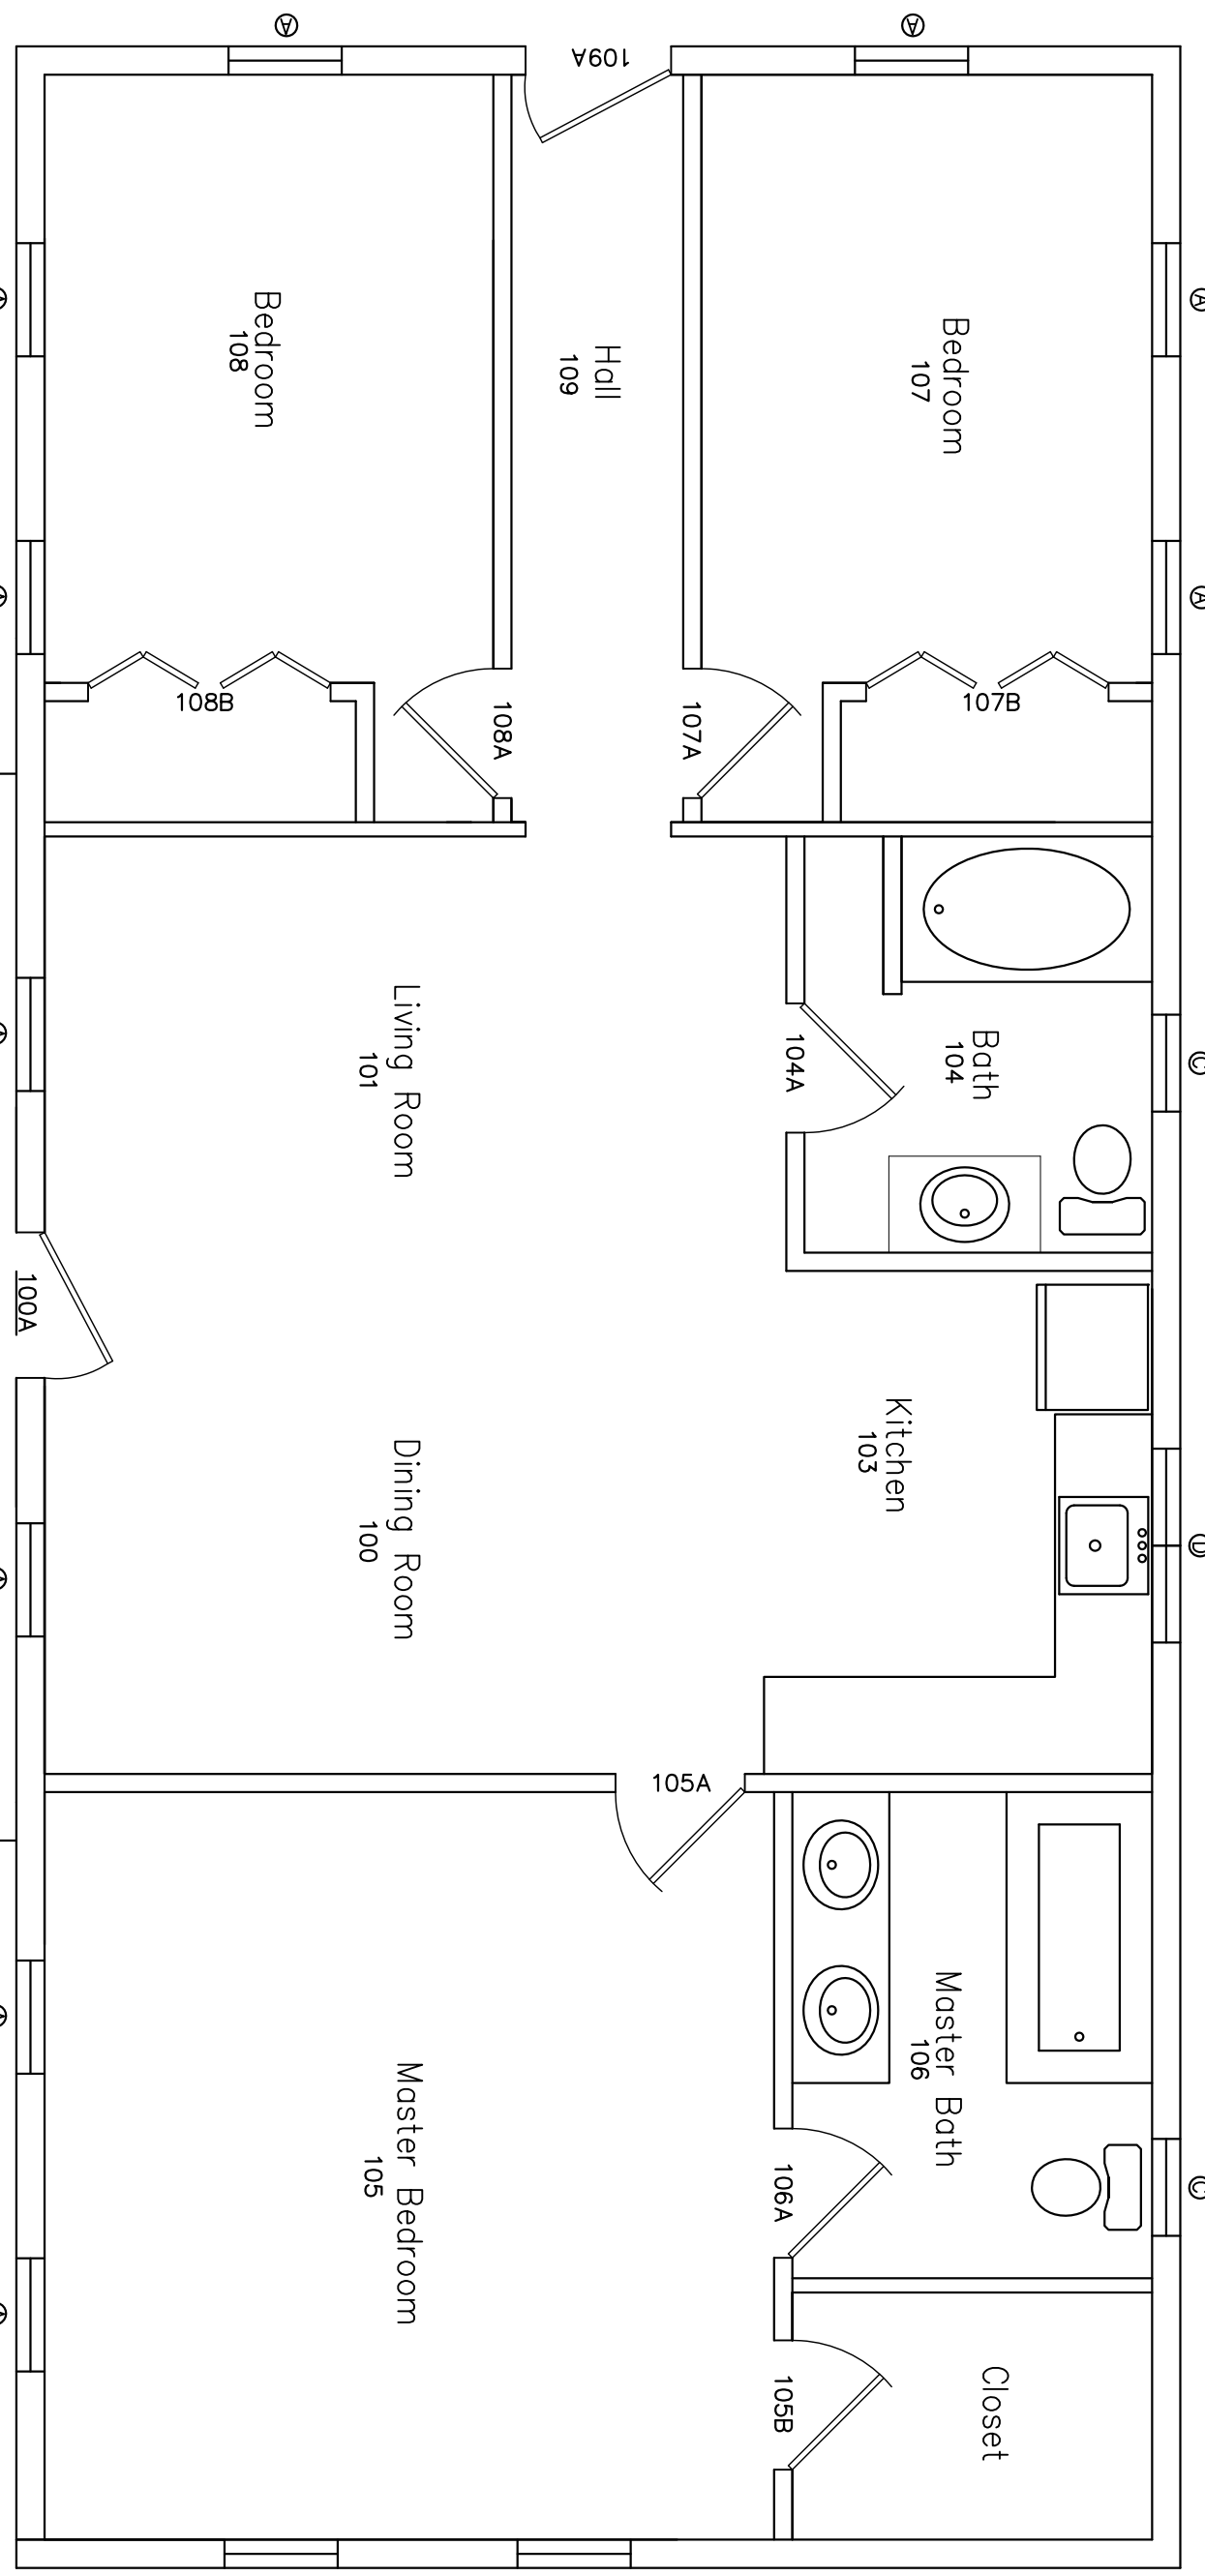 Ⓐ
Ⓐ
109A
Ⓐ
Bedroom
108
Hall
109
Bedroom
107
Ⓐ
108B
108A
107A
107B
Living Room
101
104A
Bath
104
Ⓒ
100A
Dining Room
100
Kitchen
103
Ⓓ
105A
Master Bath
106
Master Bedroom
105
106A
Ⓒ
105B
Closet